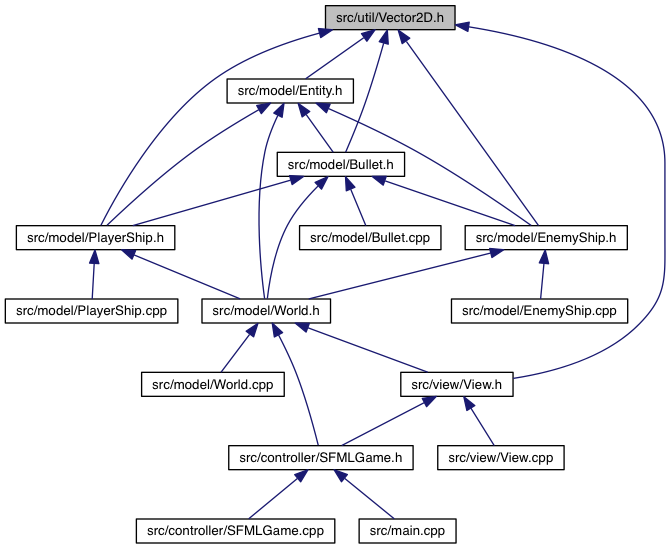 src/util/Vector2D.h
src/model/Entity.h
src/model/Bullet.h
src/model/PlayerShip.h
src/model/Bullet.cpp
src/model/EnemyShip.h
src/model/PlayerShip.cpp
src/model/World.h
src/model/EnemyShip.cpp
src/model/World.cpp
src/view/View.h
src/controller/SFMLGame.h
src/view/View.cpp
src/controller/SFMLGame.cpp
src/main.cpp